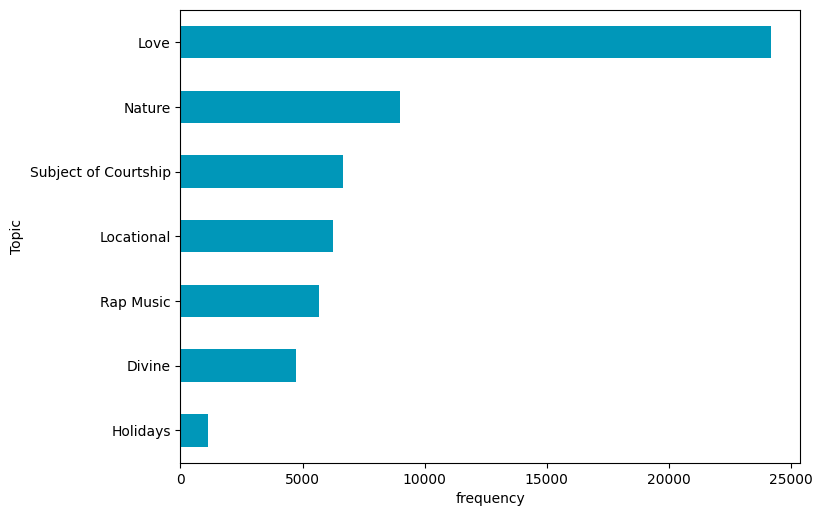 Love
Nature
Subject of Courtship
Locational
Rap Music
Divine
Holidays
Topic
0 5000 10000 15000 20000 25000
frequency